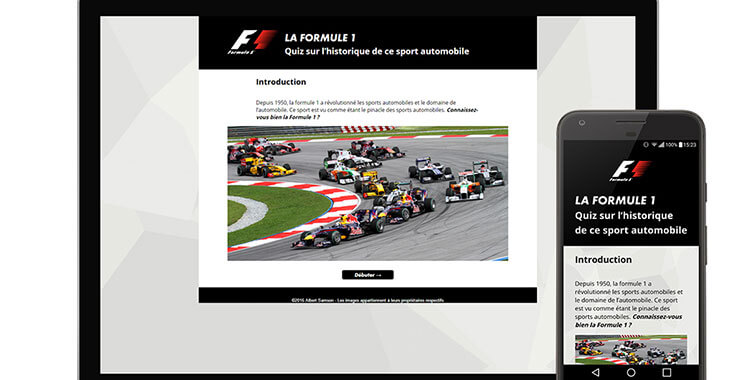 F1
Formule 1
LA FORMULE 1
Quiz sur l'historique de ce sport automobile
Introduction
Depuis 1950, la formule 1 a révolutionné les sports automobiles et le domaine de
l'automobile. Ce sport est vu comme étant le pinacle des sports automobiles. Connaissez-
vous bien la Formule 1 ?
Débuter →
©2016 Albert Samson - Les images appartiennent à leurs propriétaires respectifs
100% 15:23
F1
Formule 1
LA FORMULE 1
Quiz sur l'historique
de ce sport automobile
Introduction
Depuis 1950, la formule 1 a
révolutionné les sports automobiles et
le domaine de l'automobile. Ce sport
est vu comme étant le pinacle des
sports automobiles. Connaissez-vous
bien la Formule 1 ?